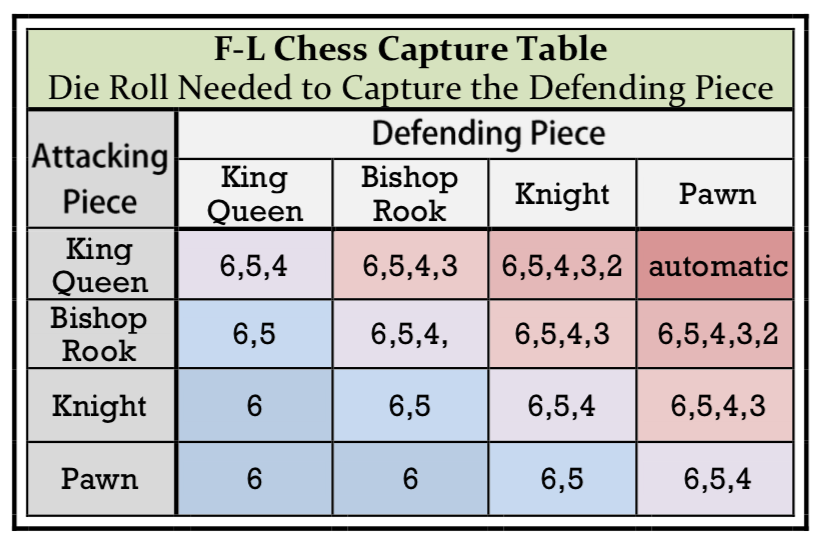 F-L Chess Capture Table
Die Roll Needed to Capture the Defending Piece
Attacking
Piece
Defending Piece
King
Queen
Bishop
Rook
Knight
Pawn
King
Queen
6,5,4
6,5,4,3
6,5,4,3,2
automatic
Bishop
Rook
6,5
6,5,4,
6,5,4,3
6,5,4,3,2
Knight
6
6,5
6,5,4
6,5,4,3
Pawn
6
6
6,5
6,5,4